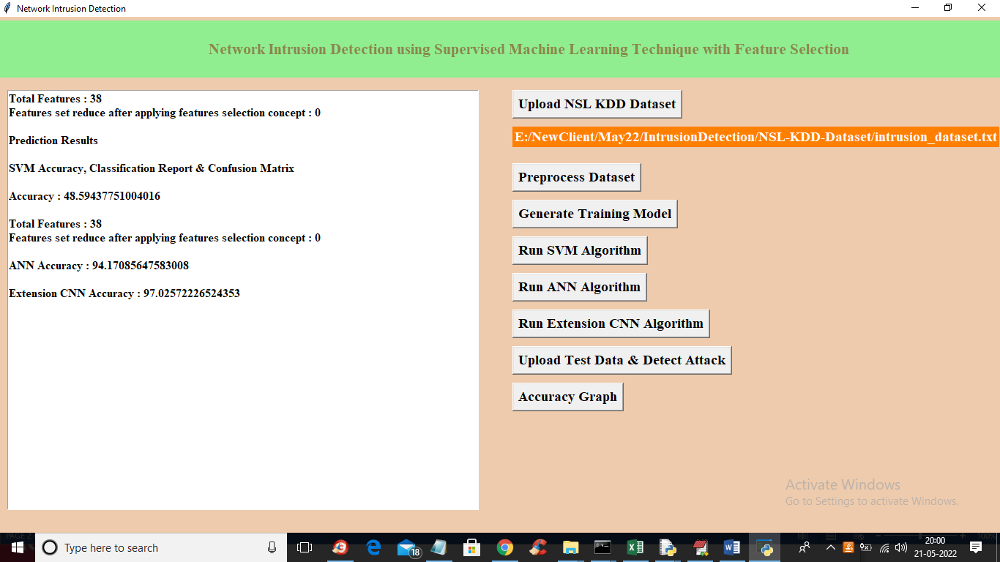 Network Intrusion Detection
Network Intrusion Detection using Supervised Machine Learning Technique with Feature Selection
Total Features : 38
Features set reduce after applying features selection concept : 0
Prediction Results
SVM Accuracy, Classification Report & Confusion Matrix
Accuracy : 48.59437751004016
Total Features : 38
Features set reduce after applying features selection concept : 0
ANN Accuracy : 94.17085647583008
Extension CNN Accuracy : 97.02572226524353
Upload NSL KDD Dataset
E:/NewClient/May22/IntrusionDetection/NSL-KDD-Dataset/intrusion_dataset.txt
Preprocess Dataset
Generate Training Model
Run SVM Algorithm
Run ANN Algorithm
Run Extension CNN Algorithm
Upload Test Data & Detect Attack
Accuracy Graph
Activate Windows
Go to Settings to activate Windows.
PAGE 2
100%
Type here to search
18
20:00
21-05-2022